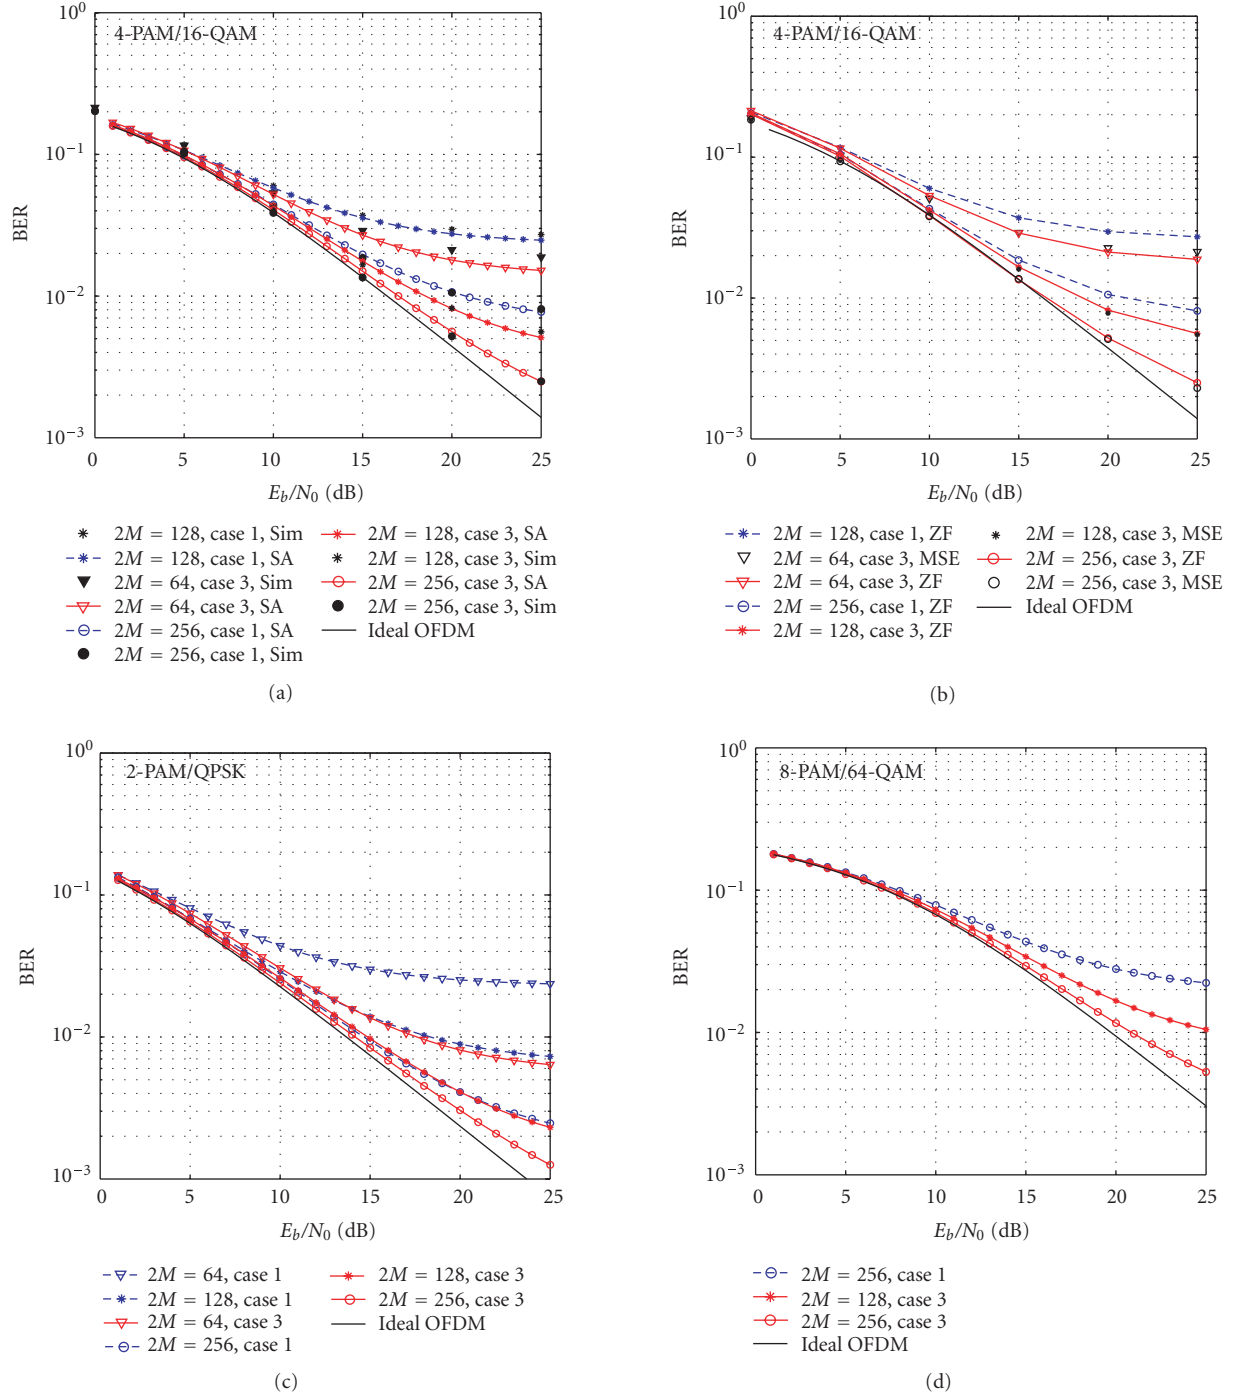 4-PAM/16-QAM
10^0
10^−1
10^−2
10^−3
BER
0 5 10 15 20 25
E_b/N_0 (dB)
2M = 128, case 1, Sim
2M = 128, case 1, SA
2M = 64, case 3, Sim
2M = 64, case 3, SA
2M = 256, case 1, SA
2M = 256, case 1, Sim
2M = 128, case 3, SA
2M = 128, case 3, Sim
2M = 256, case 3, SA
2M = 256, case 3, Sim
Ideal OFDM
(a)
4-PAM/16-QAM
10^0
10^−1
10^−2
10^−3
BER
0 5 10 15 20 25
E_b/N_0 (dB)
2M = 128, case 1, ZF
2M = 64, case 3, MSE
2M = 64, case 3, ZF
2M = 256, case 1, ZF
2M = 128, case 3, ZF
2M = 128, case 3, MSE
2M = 256, case 3, ZF
2M = 256, case 3, MSE
Ideal OFDM
(b)
2-PAM/QPSK
10^0
10^−1
10^−2
10^−3
BER
0 5 10 15 20 25
E_b/N_0 (dB)
2M = 64, case 1
2M = 128, case 1
2M = 64, case 3
2M = 256, case 1
2M = 128, case 3
2M = 256, case 3
Ideal OFDM
(c)
8-PAM/64-QAM
10^0
10^−1
10^−2
10^−3
BER
0 5 10 15 20 25
E_b/N_0 (dB)
2M = 256, case 1
2M = 128, case 3
2M = 256, case 3
Ideal OFDM
(d)